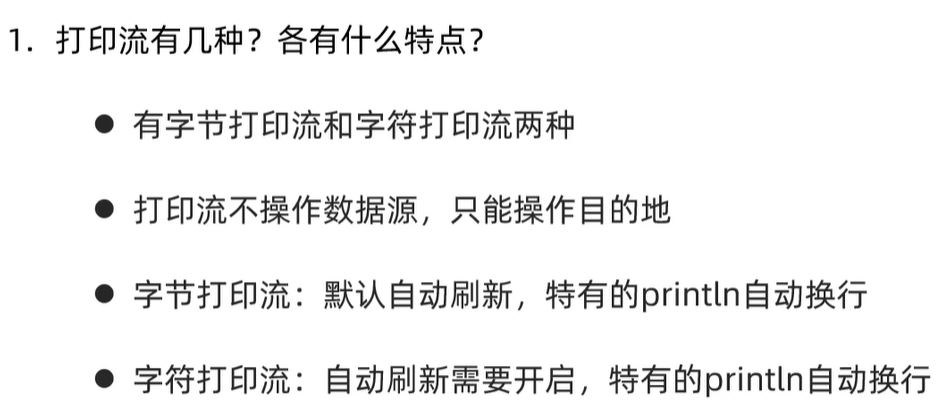 1. 打印流有几种？各有什么特点？
● 有字节打印流和字符打印流两种
● 打印流不操作数据源，只能操作目的地
● 字节打印流：默认自动刷新，特有的println自动换行
● 字符打印流：自动刷新需要开启，特有的println自动换行